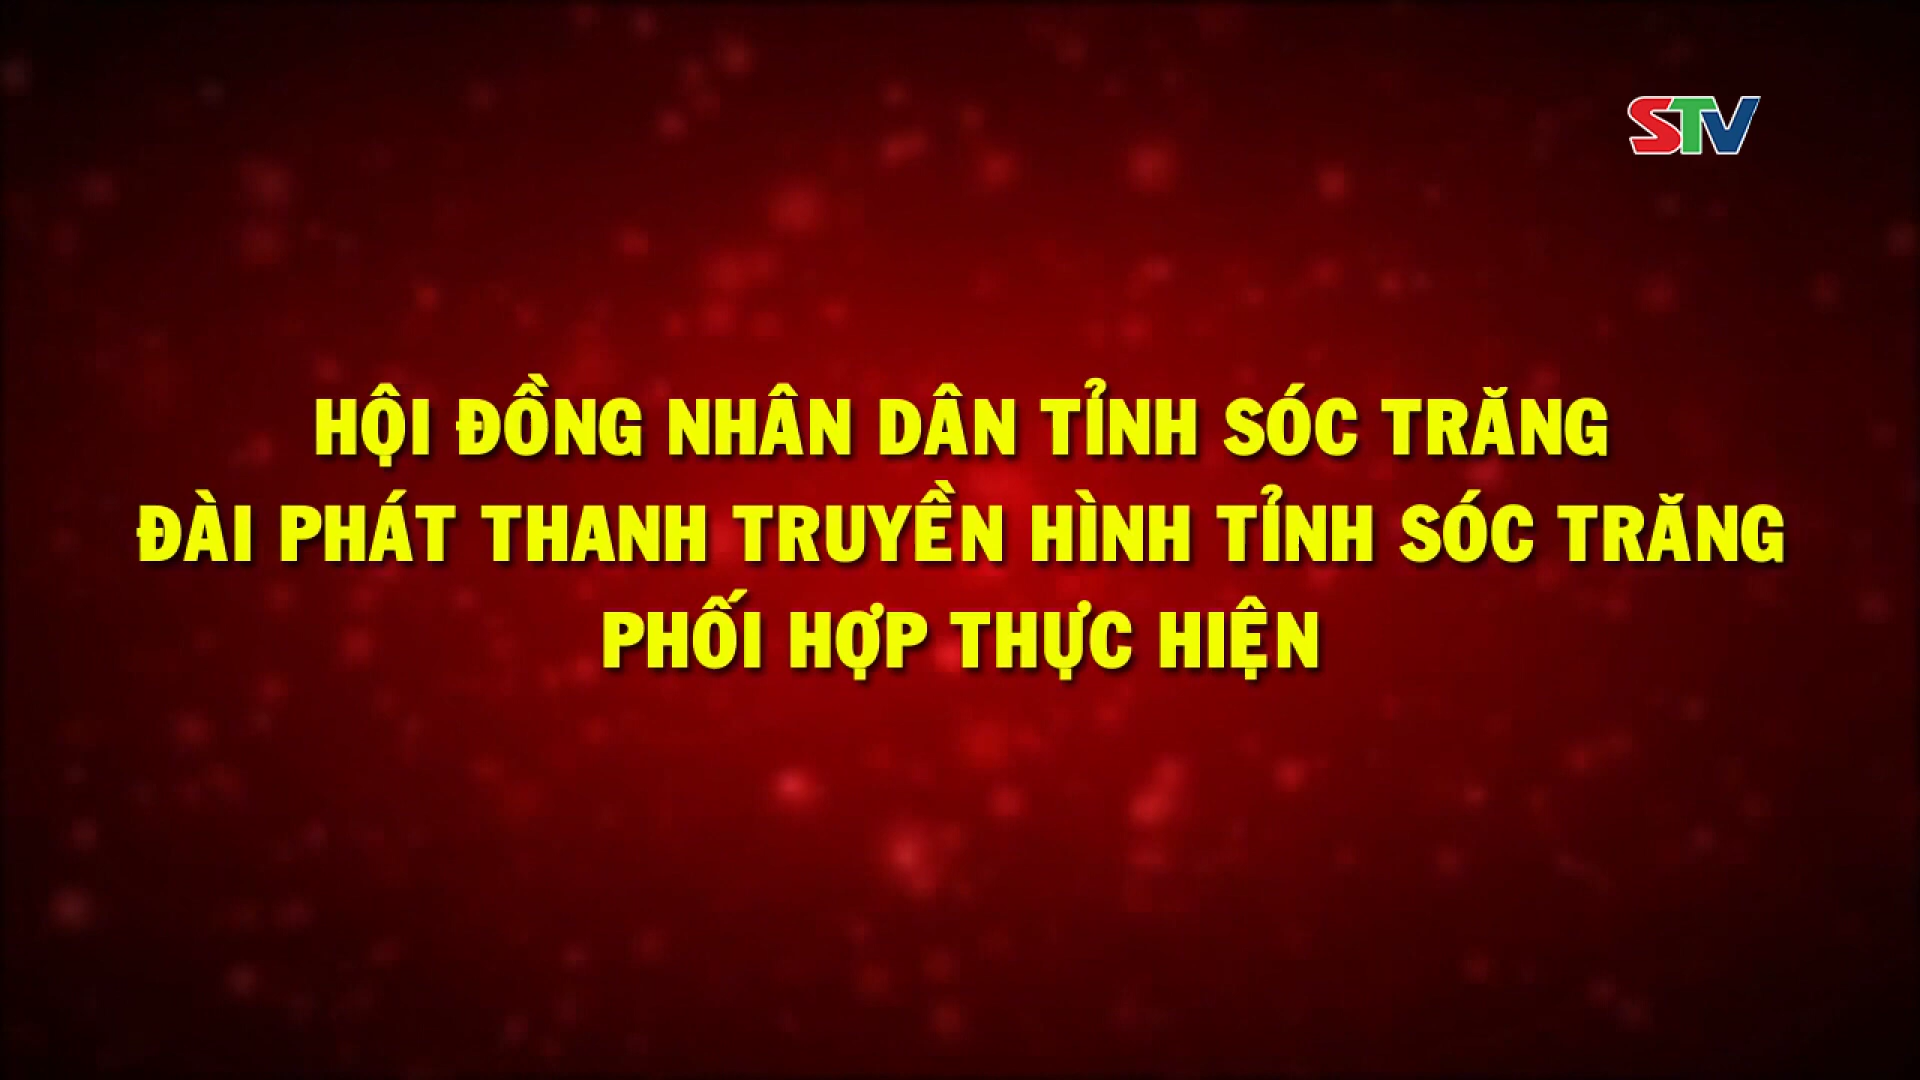 STV
HỘI ĐỒNG NHÂN DÂN TỈNH SÓC TRĂNG
ĐÀI PHÁT THANH TRUYỀN HÌNH TỈNH SÓC TRĂNG
PHỐI HỢP THỰC HIỆN